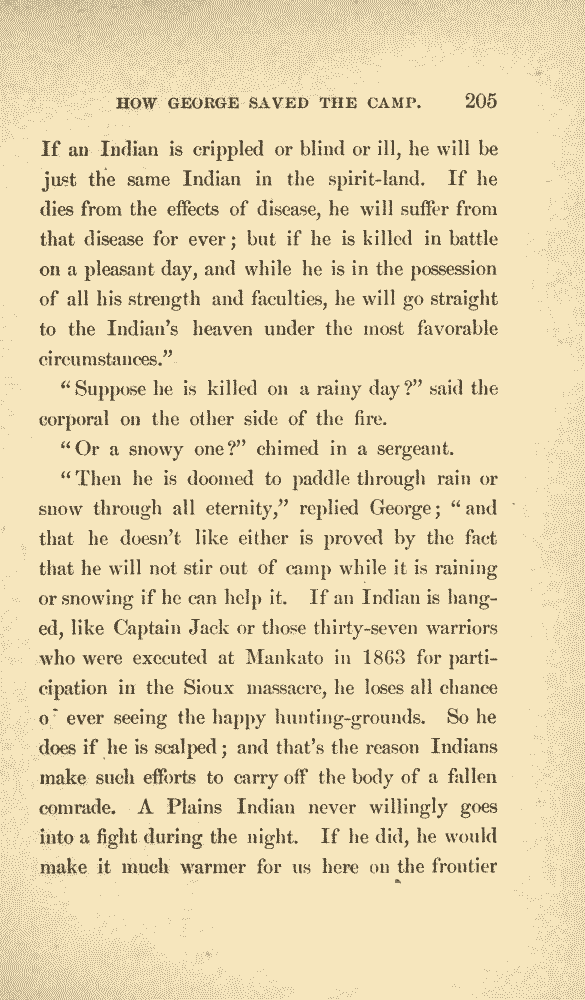 HOW GEORGE SAVED THE CAMP. 205
If an Indian is crippled or blind or ill, he will be
just the same Indian in the spirit-land. If he
dies from the effects of disease, he will suffer from
that disease for ever; but if he is killed in battle
on a pleasant day, and while he is in the possession
of all his strength and faculties, he will go straight
to the Indian's heaven under the most favorable
circumstances."
"Suppose he is killed on a rainy day?" said the
corporal on the other side of the fire.
"Or a snowy one?" chimed in a sergeant.
"Then he is doomed to paddle through rain or
snow through all eternity," replied George; "and
that he doesn't like either is proved by the fact
that he will not stir out of camp while it is raining
or snowing if he can help it. If an Indian is hang-
ed, like Captain Jack or those thirty-seven warriors
who were executed at Mankato in 1863 for parti-
cipation in the Sioux massacre, he loses all chance
o ever seeing the happy hunting-grounds. So he
does if he is scalped; and that's the reason Indians
make such efforts to carry off the body of a fallen
comrade. A Plains Indian never willingly goes
into a fight during the night. If he did, he would
make it much warmer for us here on the frontier